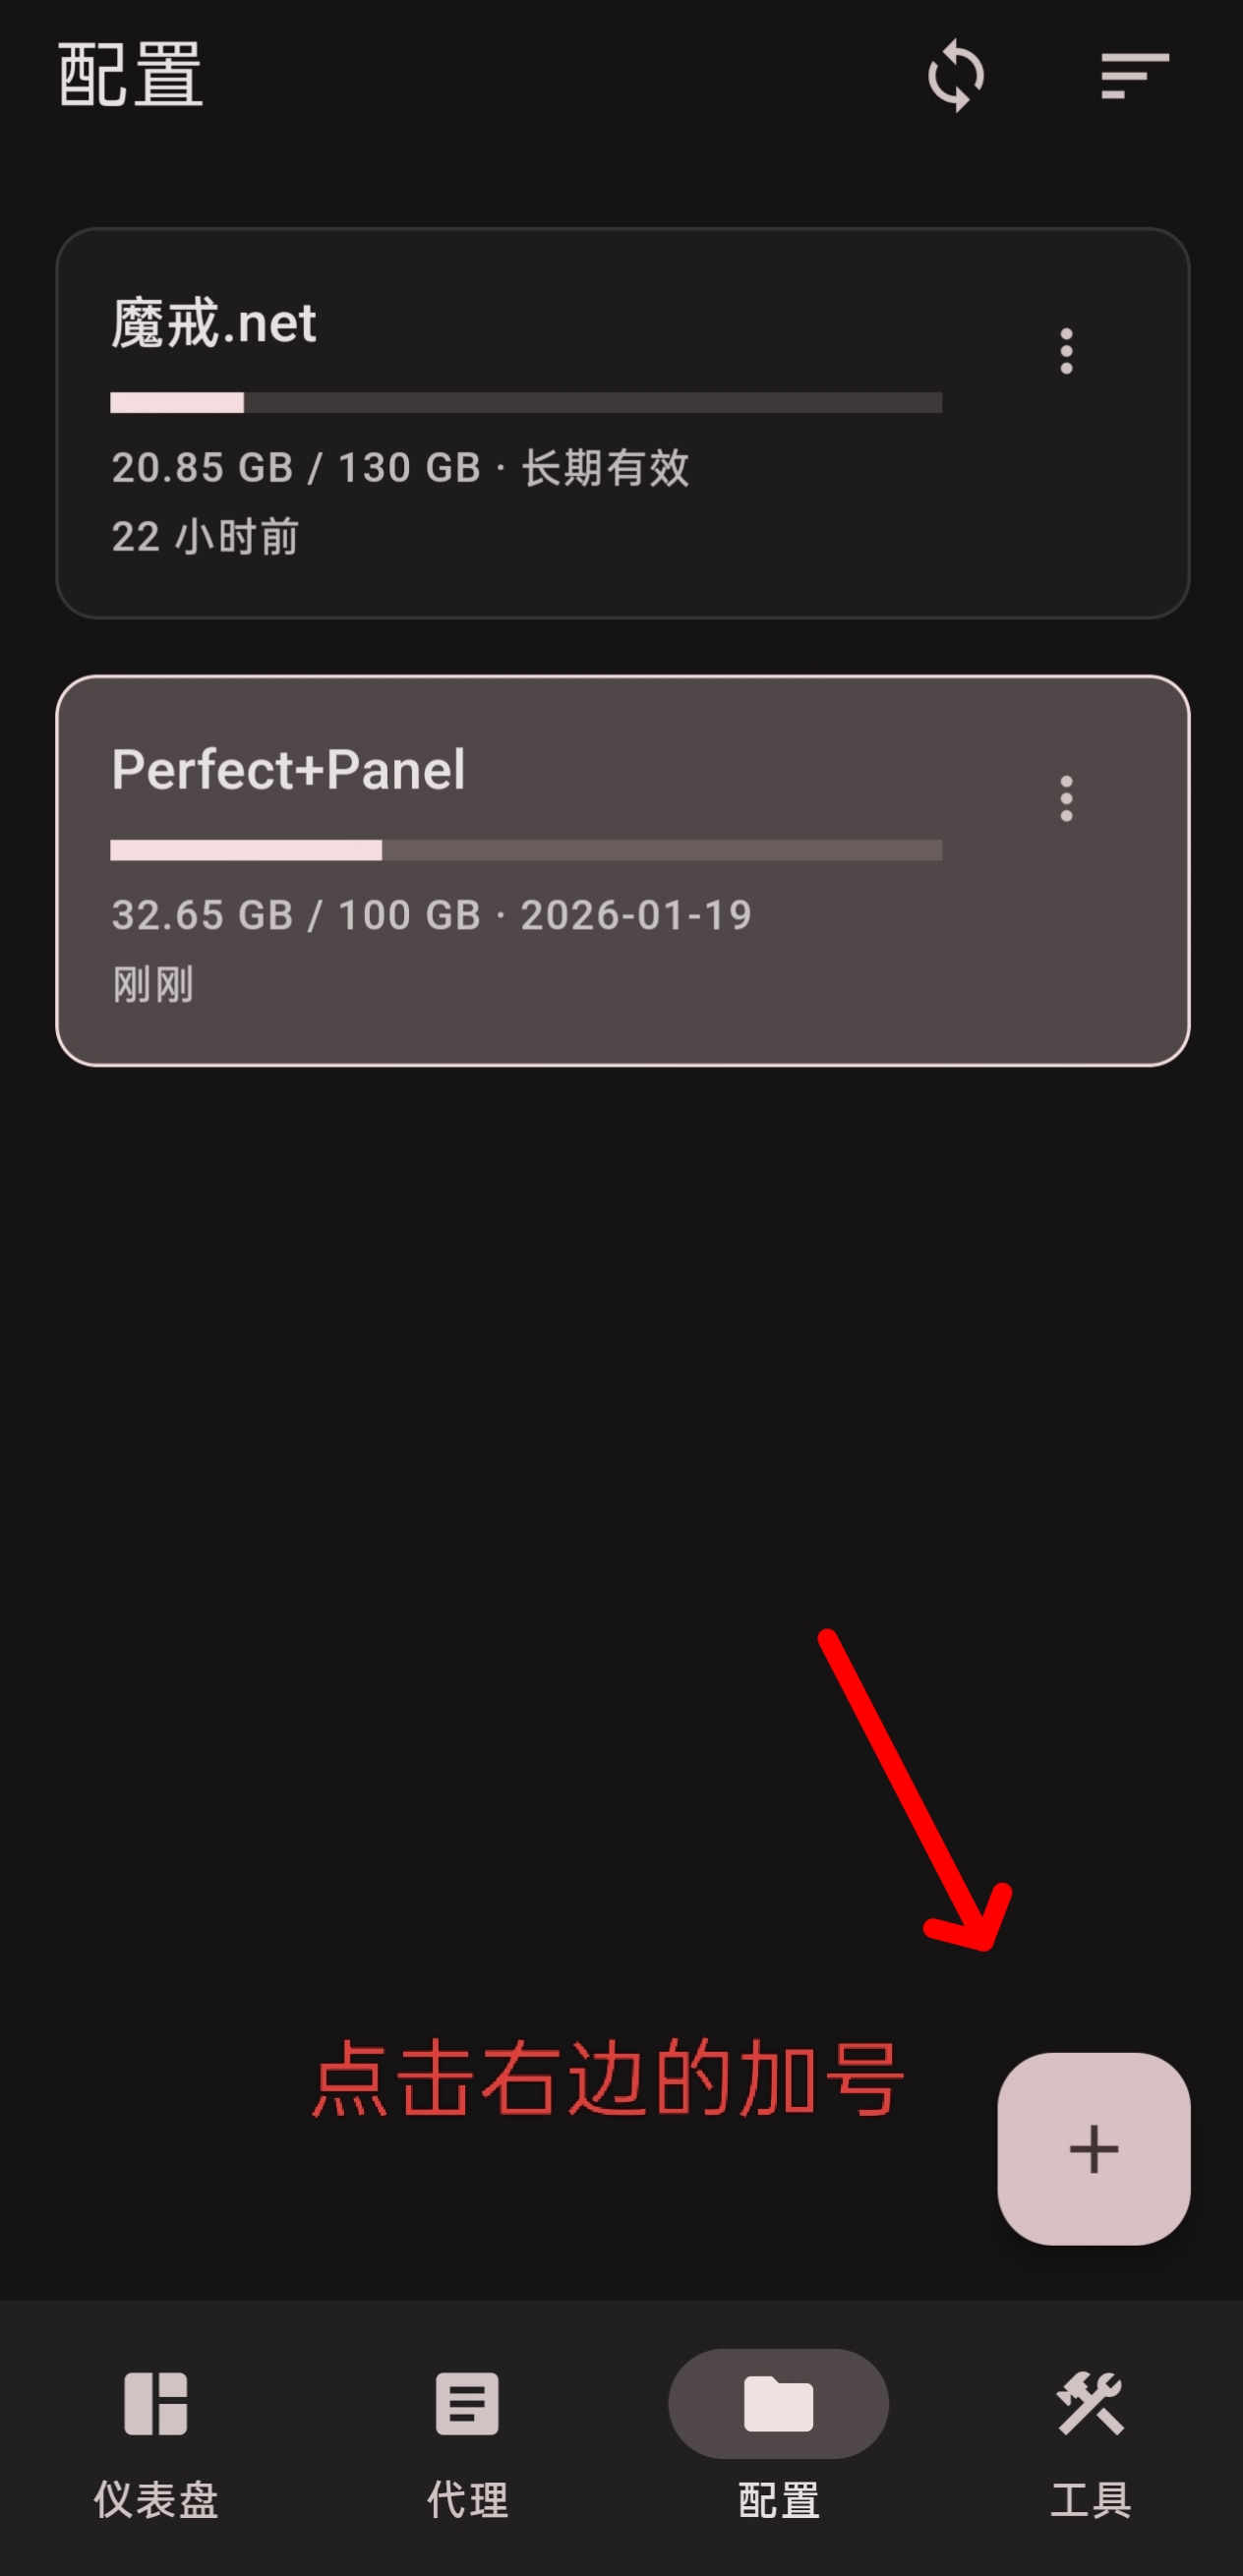 配置
魔戒.net
20.85 GB / 130 GB · 长期有效
22 小时前
Perfect+Panel
32.65 GB / 100 GB · 2026-01-19
刚刚
点击右边的加号
+
仪表盘
代理
配置
工具